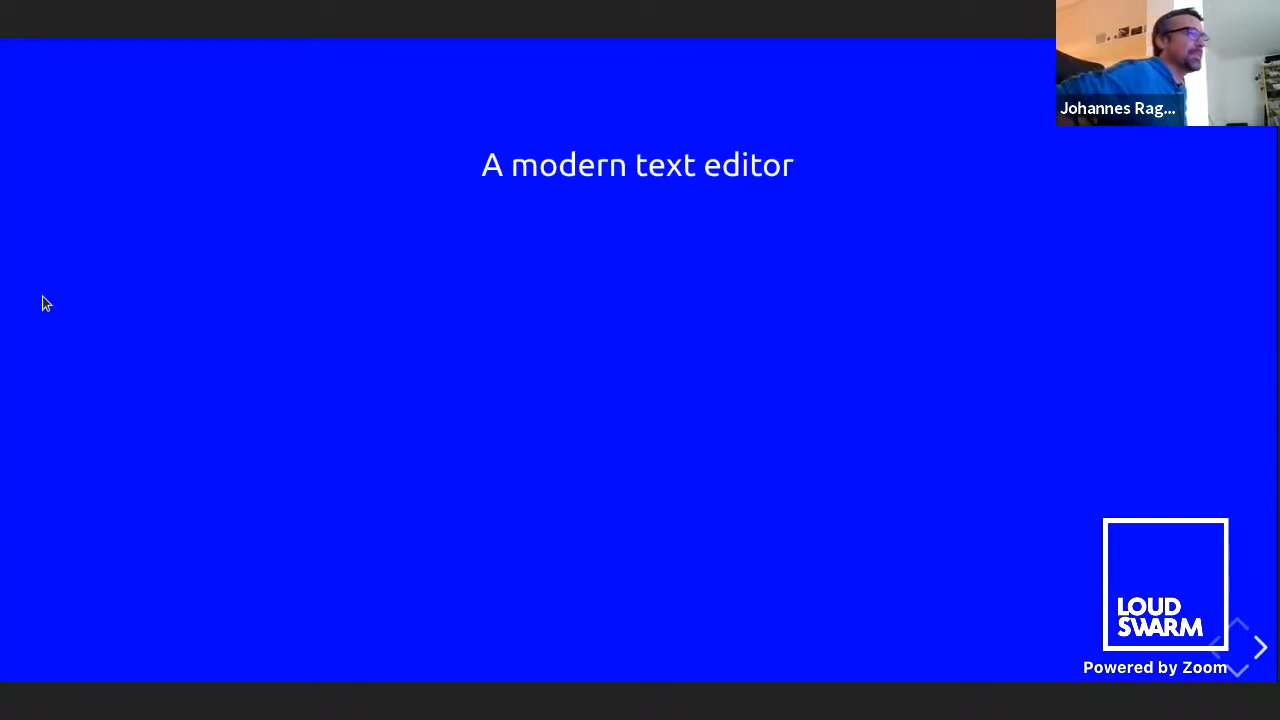 Johannes Rag...
A modern text editor
LOUD
SWARM
Powered by Zoom